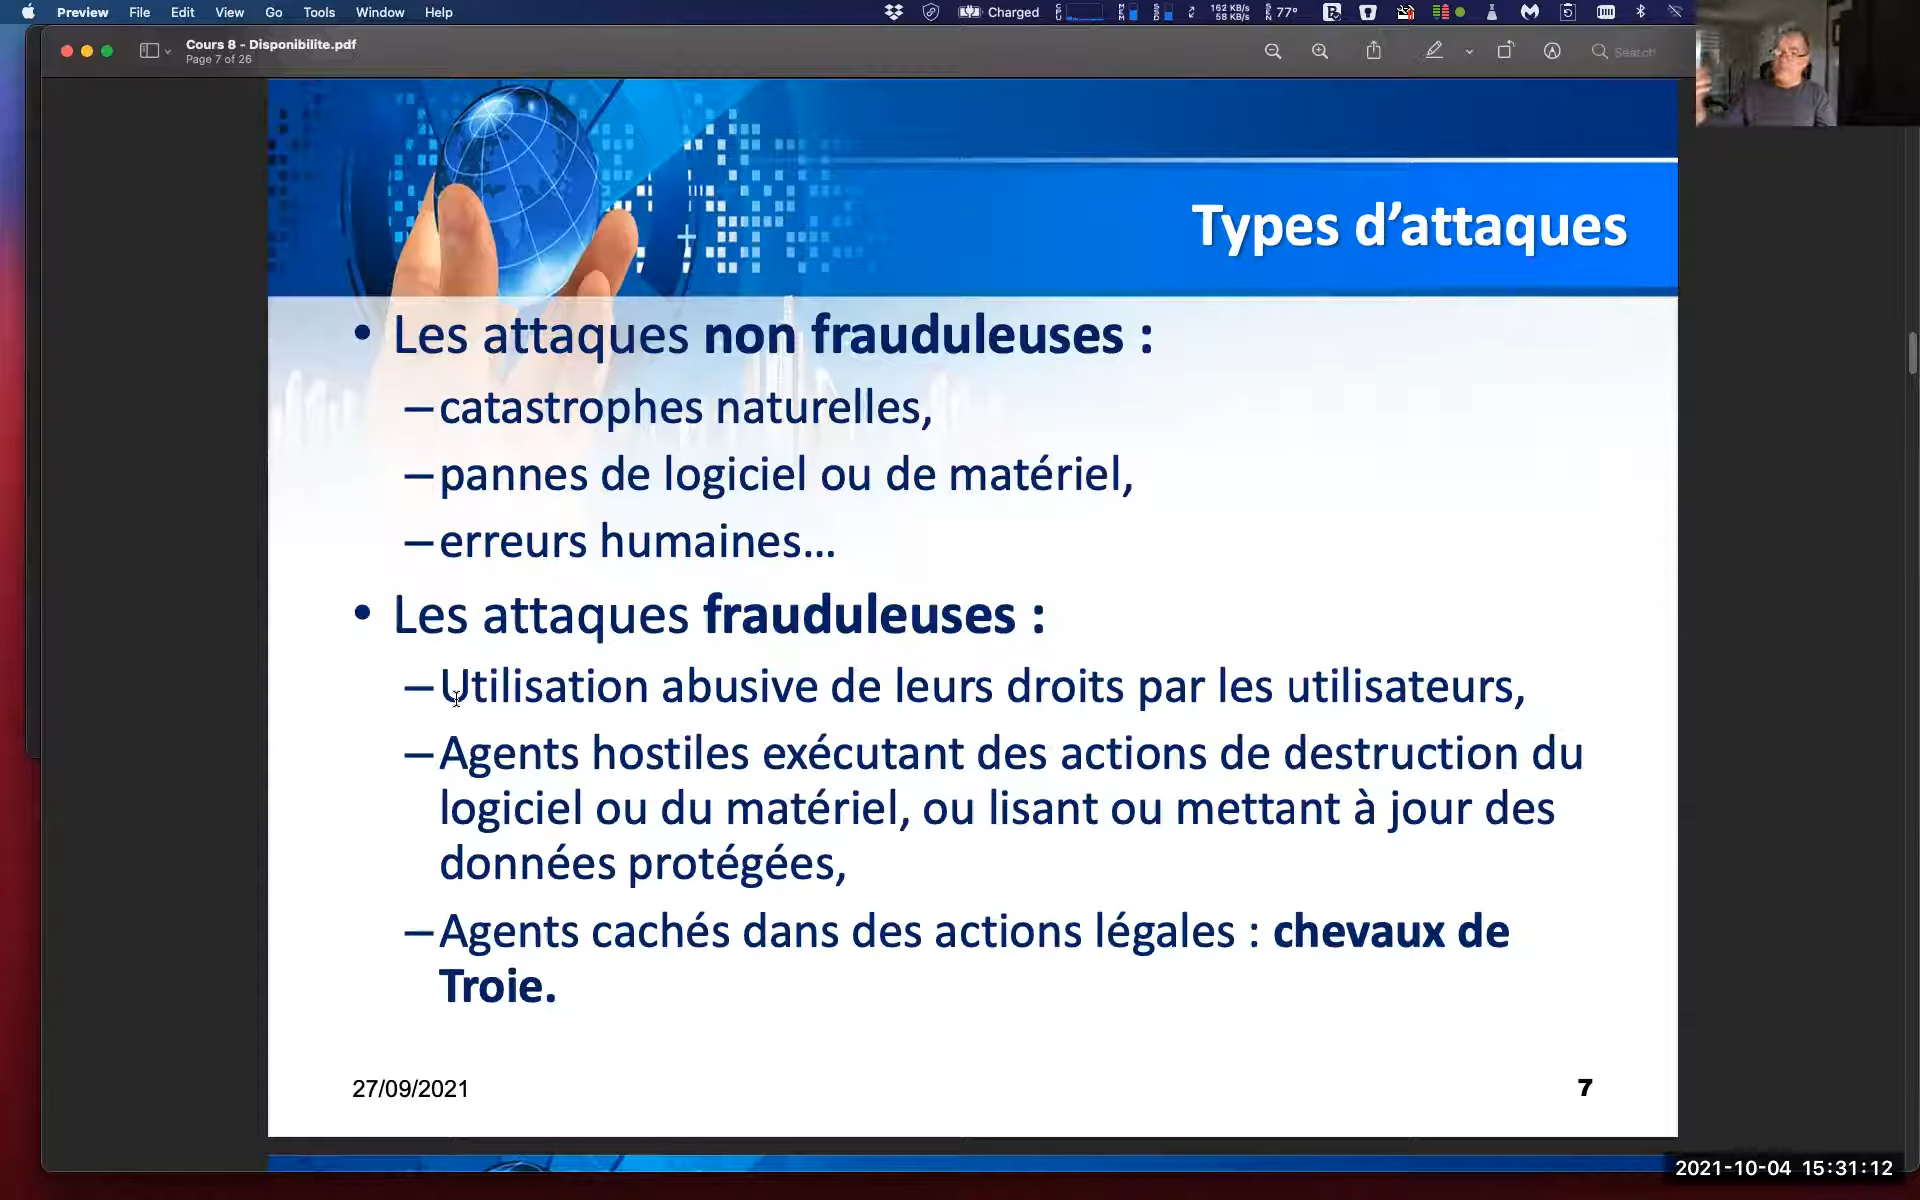 Preview File Edit View Go Tools Window Help
Charged
162 KB/s
58 KB/s
77°
Cours 8 - Disponibilite.pdf
Page 7 of 26
Search
Types d’attaques
• Les attaques non frauduleuses :
–catastrophes naturelles,
–pannes de logiciel ou de matériel,
–erreurs humaines...
• Les attaques frauduleuses :
–Utilisation abusive de leurs droits par les utilisateurs,
–Agents hostiles exécutant des actions de destruction du
logiciel ou du matériel, ou lisant ou mettant à jour des
données protégées,
–Agents cachés dans des actions légales : chevaux de
Troie.
27/09/2021
7
2021-10-04 15:31:12